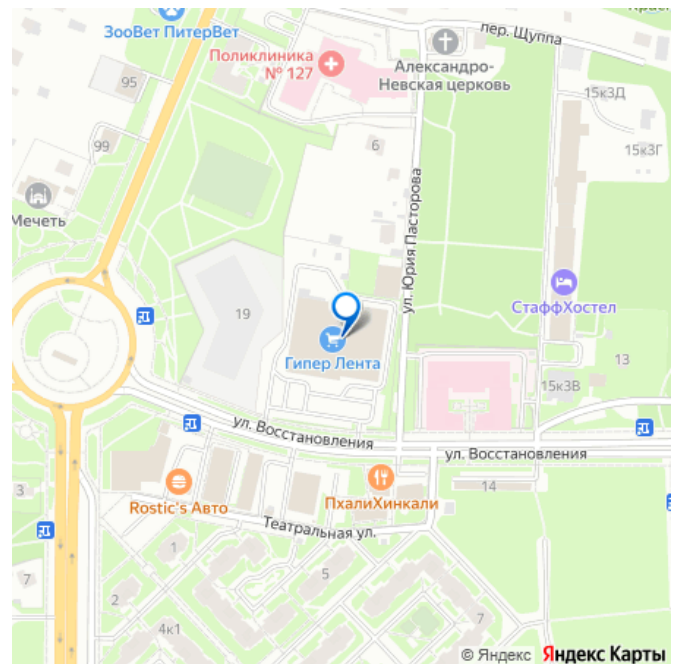 ЗооВет ПитерВет
пер. Щуппа
Поликлиника
№ 127
Александро-
Невская церковь
95
15к3Д
99
6
15к3Г
Мечеть
ул. Юрия Пасторова
19
СтаффХостел
Гипер Лента
13
15к3В
ул. Восстановления
ул. Восстановления
3
Rostic's Авто
ПхалиХинкали
14
Театральная ул.
1
7
5
2
7
4к1
© Яндекс Яндекс Карты